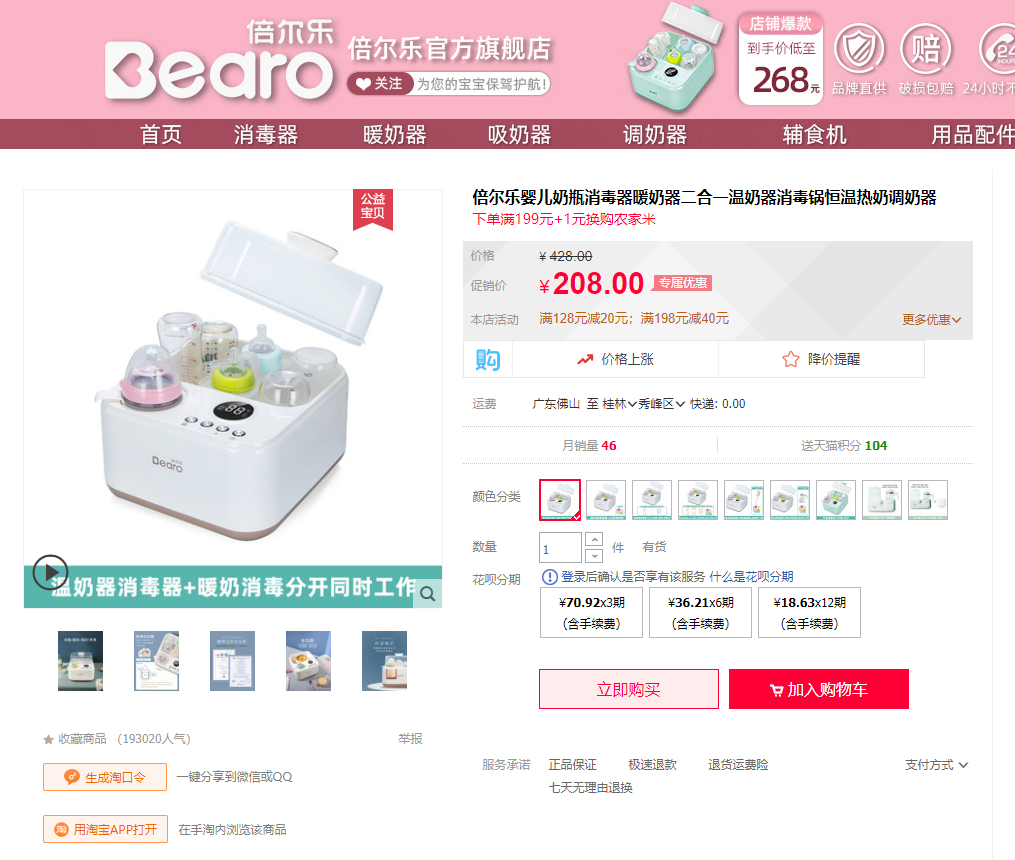 倍尔乐
Bearo
倍尔乐官方旗舰店
关注 为您的宝宝保驾护航!
店铺爆款
到手价低至
268元
品牌直供
赔
破损包赔
24
HOUR
24小时不
首页 消毒器 暖奶器 吸奶器 调奶器 辅食机 用品配件
公益
宝贝
Bearo
温奶器消毒器+暖奶消毒分开同时工作
收藏商品 (193020人气) 举报
生成淘口令 一键分享到微信或QQ
淘 用淘宝APP打开 在手淘内浏览该商品
倍尔乐婴儿奶瓶消毒器暖奶器二合一温奶器消毒锅恒温热奶调奶器
下单满199元+1元换购农家米
价格 ¥ 428.00
促销价 ¥ 208.00 专属优惠
本店活动 满128元减20元; 满198元减40元 更多优惠
购 价格上涨 降价提醒
运费 广东佛山 至 桂林 秀峰区 快递: 0.00
月销量 46 送天猫积分 104
颜色分类
数量 1 件 有货
花呗分期 登录后确认是否享有该服务 什么是花呗分期
¥70.92x3期 ¥36.21x6期 ¥18.63x12期
(含手续费) (含手续费) (含手续费)
立即购买 加入购物车
服务承诺 正品保证 极速退款 退货运费险 支付方式
七天无理由退换